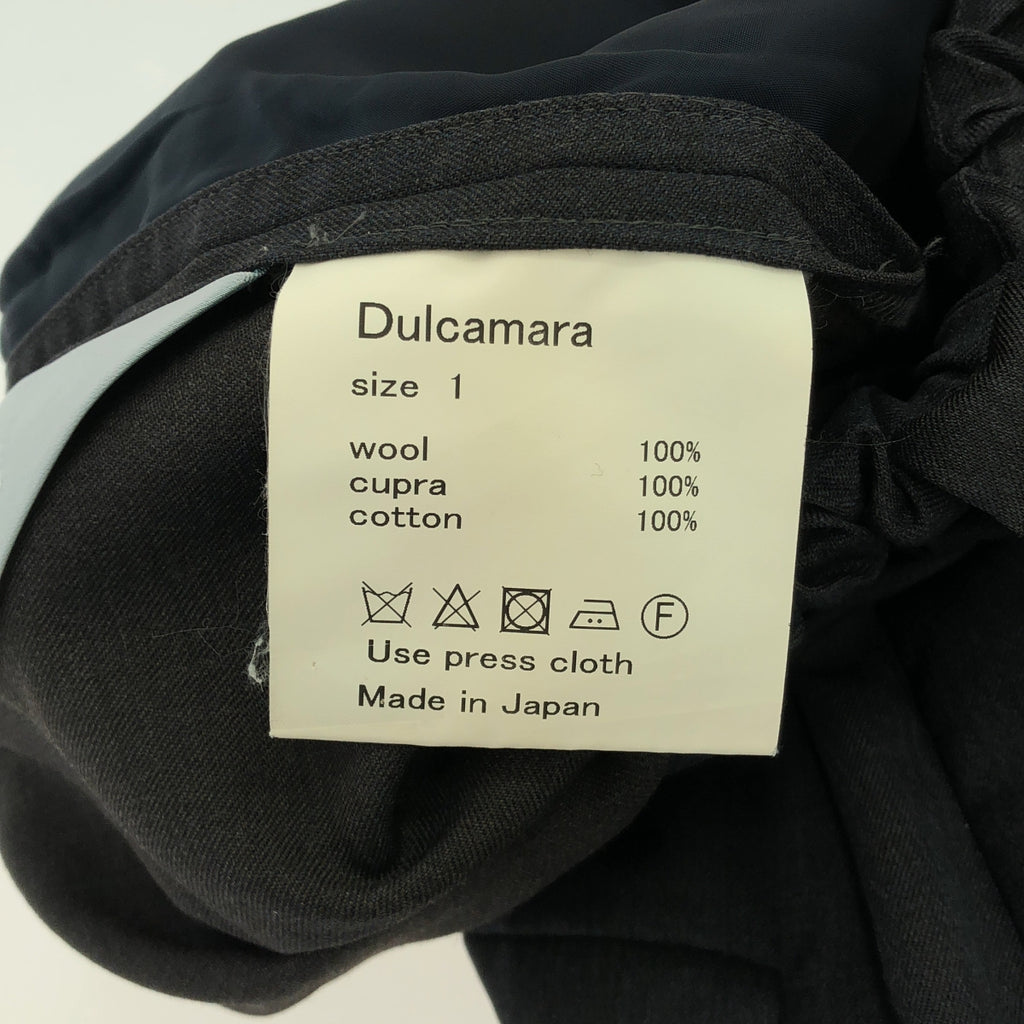 Dulcamara
size 1
wool 100%
cupra 100%
cotton 100%
F
Use press cloth
Made in Japan